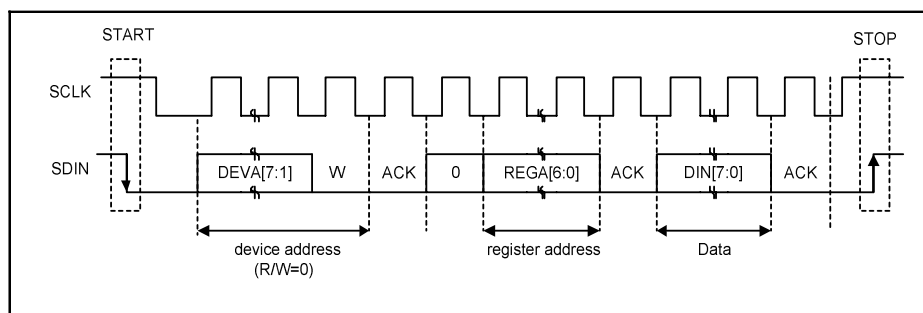 START
STOP
SCLK
SDIN
DEVA[7:1] W ACK 0 REGA[6:0] ACK DIN[7:0] ACK
device address register address Data
(R/W=0)